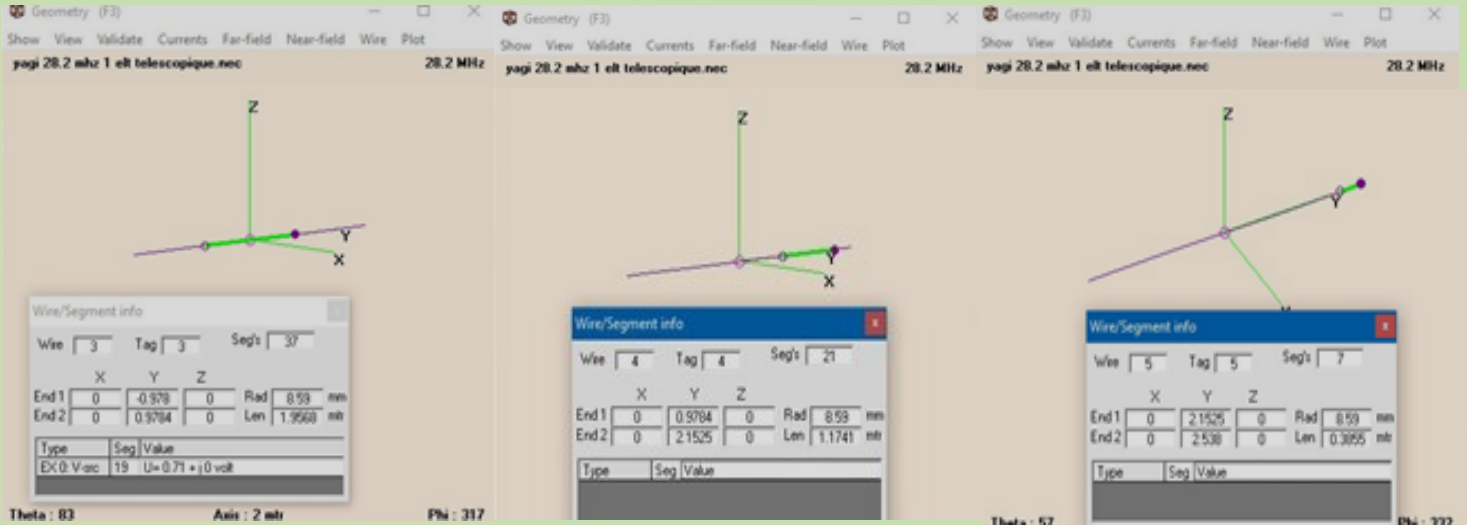 Geometry (F3)
Show View Validate Currents Far-field Near-field Wire Plot
yagi 28.2 mhz 1 elt telescopique.nec 28.2 MHz
Z
Y
X
Wire/Segment info
Wire 3 Tag 3 Seg's 37
X Y Z
End 1 0 -0.978 0 Rad 8.59 mm
End 2 0 0.9784 0 Len 1.9568 mtr
Type Seg Value
EX 0: V-src 19 U= 0.71 + j 0 volt
Theta : 83 Axis : 2 mtr Phi : 317
Geometry (F3)
Show View Validate Currents Far-field Near-field Wire Plot
yagi 28.2 mhz 1 elt telescopique.nec 28.2 MHz
Z
Y
X
Wire/Segment info
Wire 4 Tag 4 Seg's 21
X Y Z
End 1 0 0.9784 0 Rad 8.59 mm
End 2 0 2.1525 0 Len 1.1741 mtr
Type Seg Value
Geometry (F3)
Show View Validate Currents Far-field Near-field Wire Plot
yagi 28.2 mhz 1 elt telescopique.nec 28.2 MHz
Z
Y
Wire/Segment info
x
Wire 5 Tag 5 Seg's 7
X Y Z
End 1 0 2.1525 0 Rad 8.59 mm
End 2 0 2.538 0 Len 0.3855 mtr
Type Seg Value
Theta : 57 Phi : 332